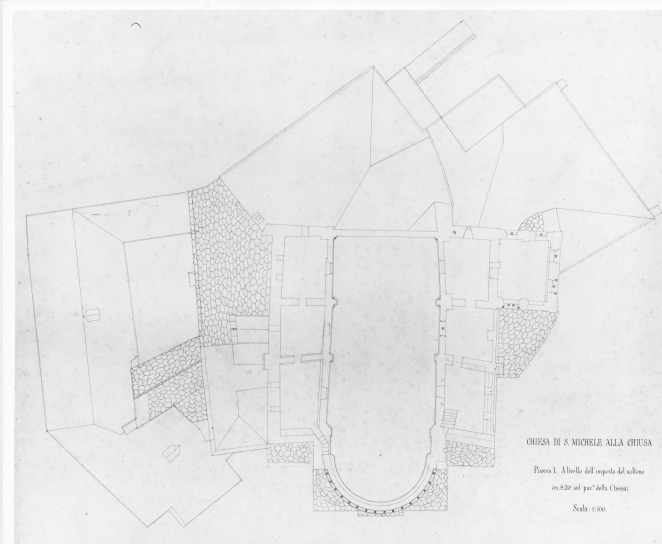 CHIESA DI S. MICHELE ALLA CHIUSA
PIANTA I. A livello dell'imposta del voltone
(m. 9,20 sul pav.to della Chiesa)
Scala 1:100.